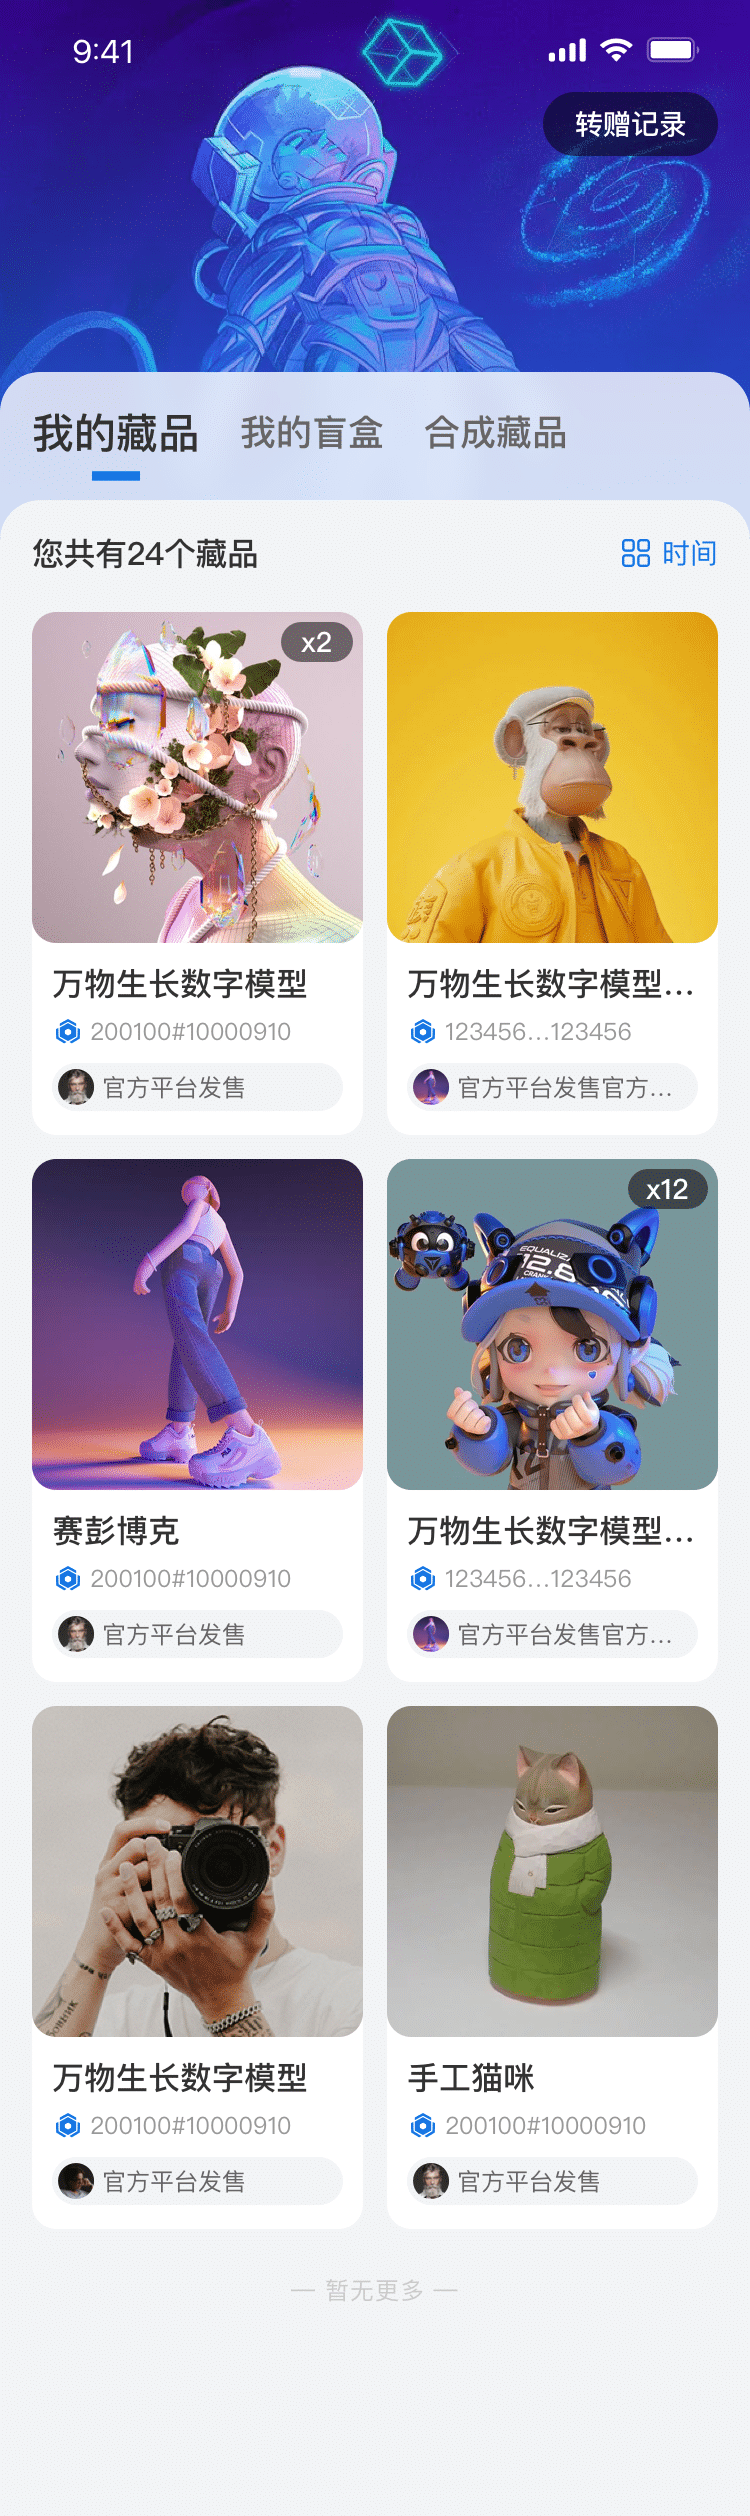 9:41
转赠记录
我的藏品 我的盲盒 合成藏品
您共有24个藏品 时间
x2
万物生长数字模型
200100#10000910
官方平台发售
万物生长数字模型...
123456...123456
官方平台发售官方...
赛彭博克
200100#10000910
官方平台发售
x12
EQUALIZ
12.8
万物生长数字模型...
123456...123456
官方平台发售官方...
万物生长数字模型
200100#10000910
官方平台发售
手工猫咪
200100#10000910
官方平台发售
— 暂无更多 —